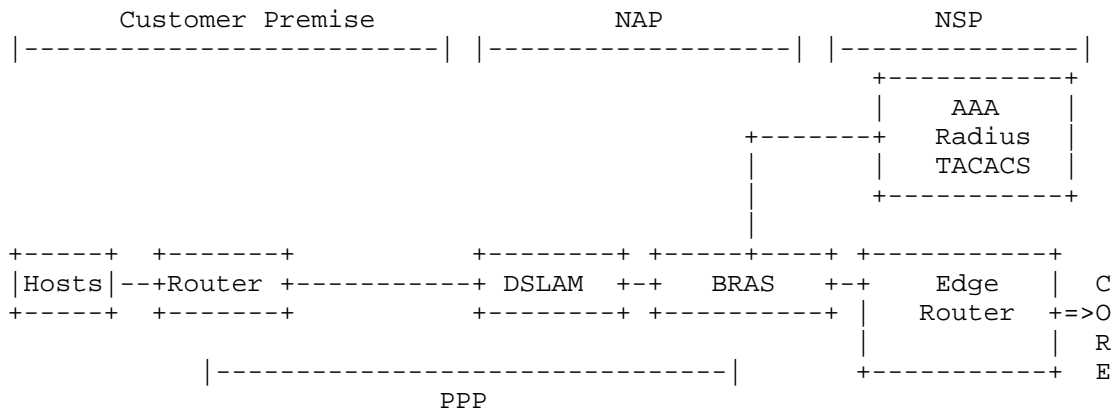 Customer Premise NAP NSP
AAA
Radius
TACACS
Hosts Router DSLAM BRAS Edge Router C
=>O
R
E
PPP